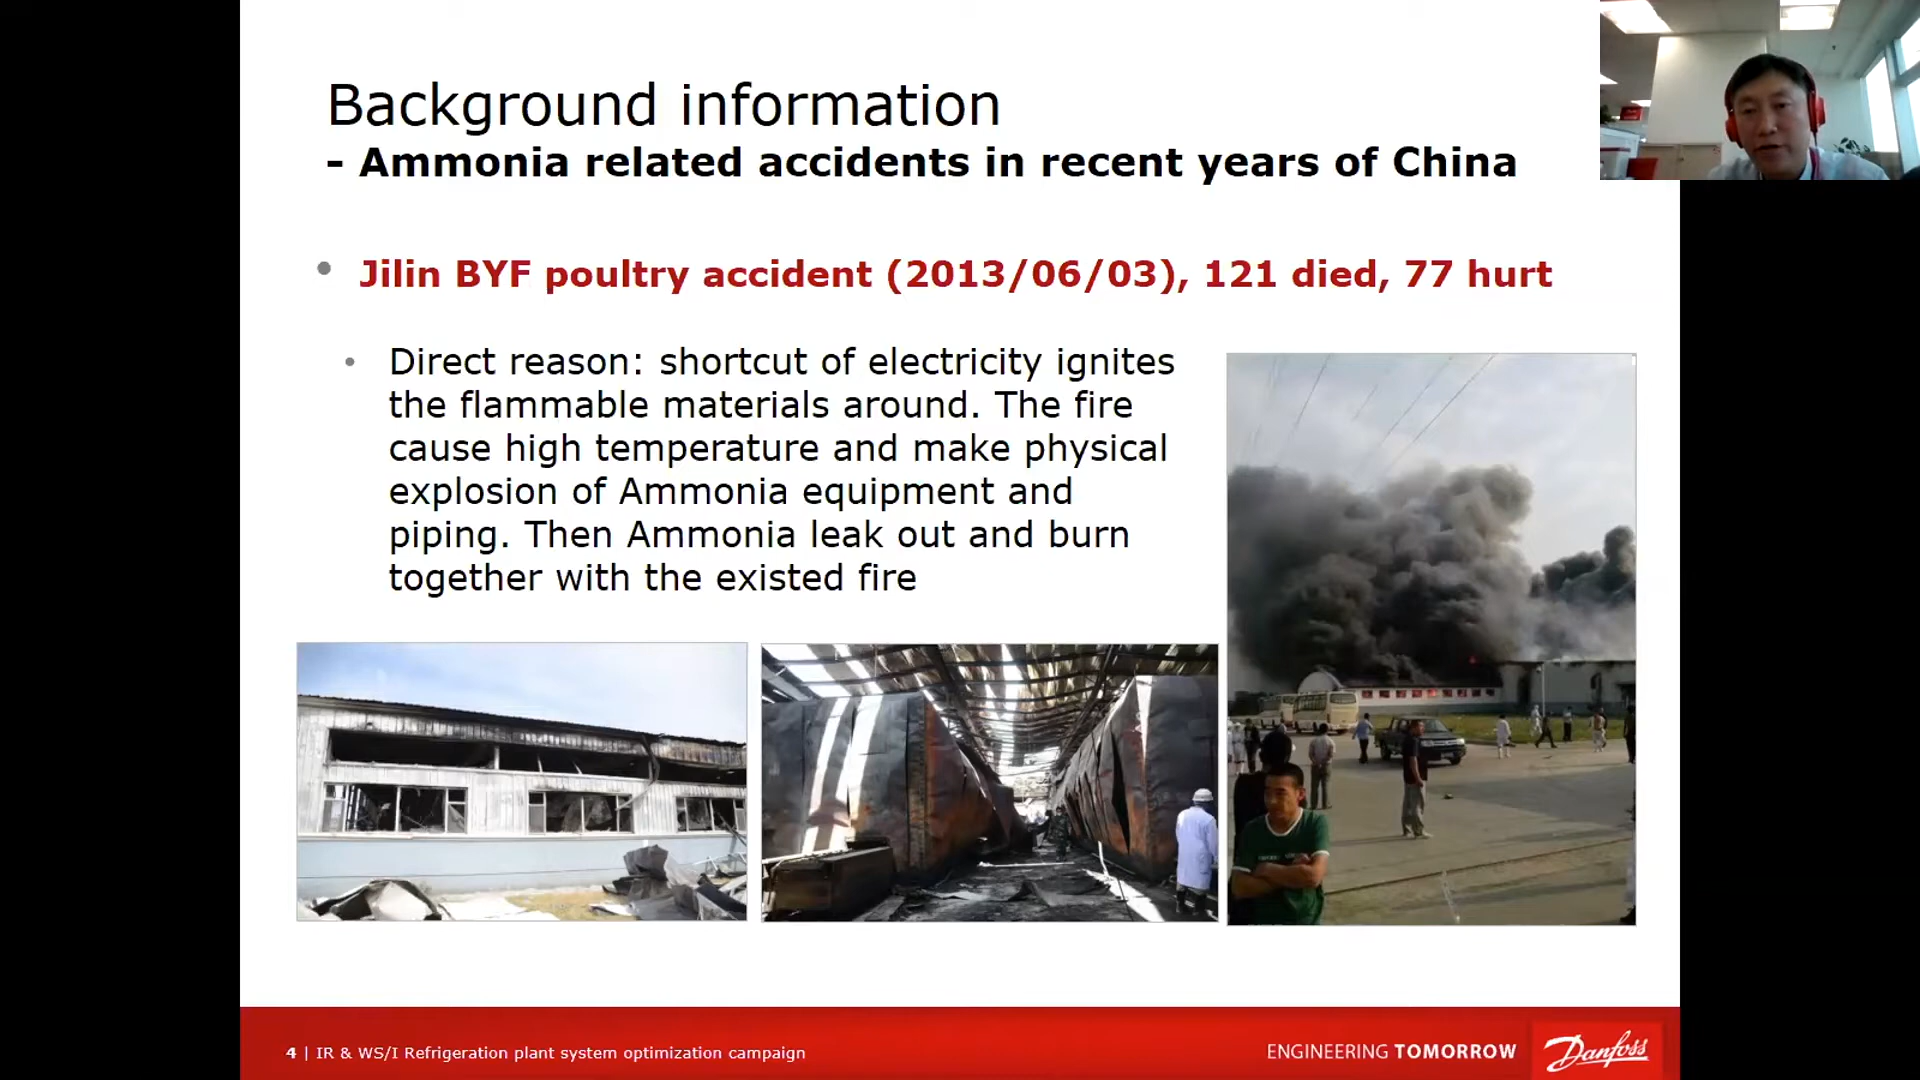 Background information
- Ammonia related accidents in recent years of China
• Jilin BYF poultry accident (2013/06/03), 121 died, 77 hurt
• Direct reason: shortcut of electricity ignites
the flammable materials around. The fire
cause high temperature and make physical
explosion of Ammonia equipment and
piping. Then Ammonia leak out and burn
together with the existed fire
4 | IR & WS/I Refrigeration plant system optimization campaign
ENGINEERING TOMORROW
Danfoss